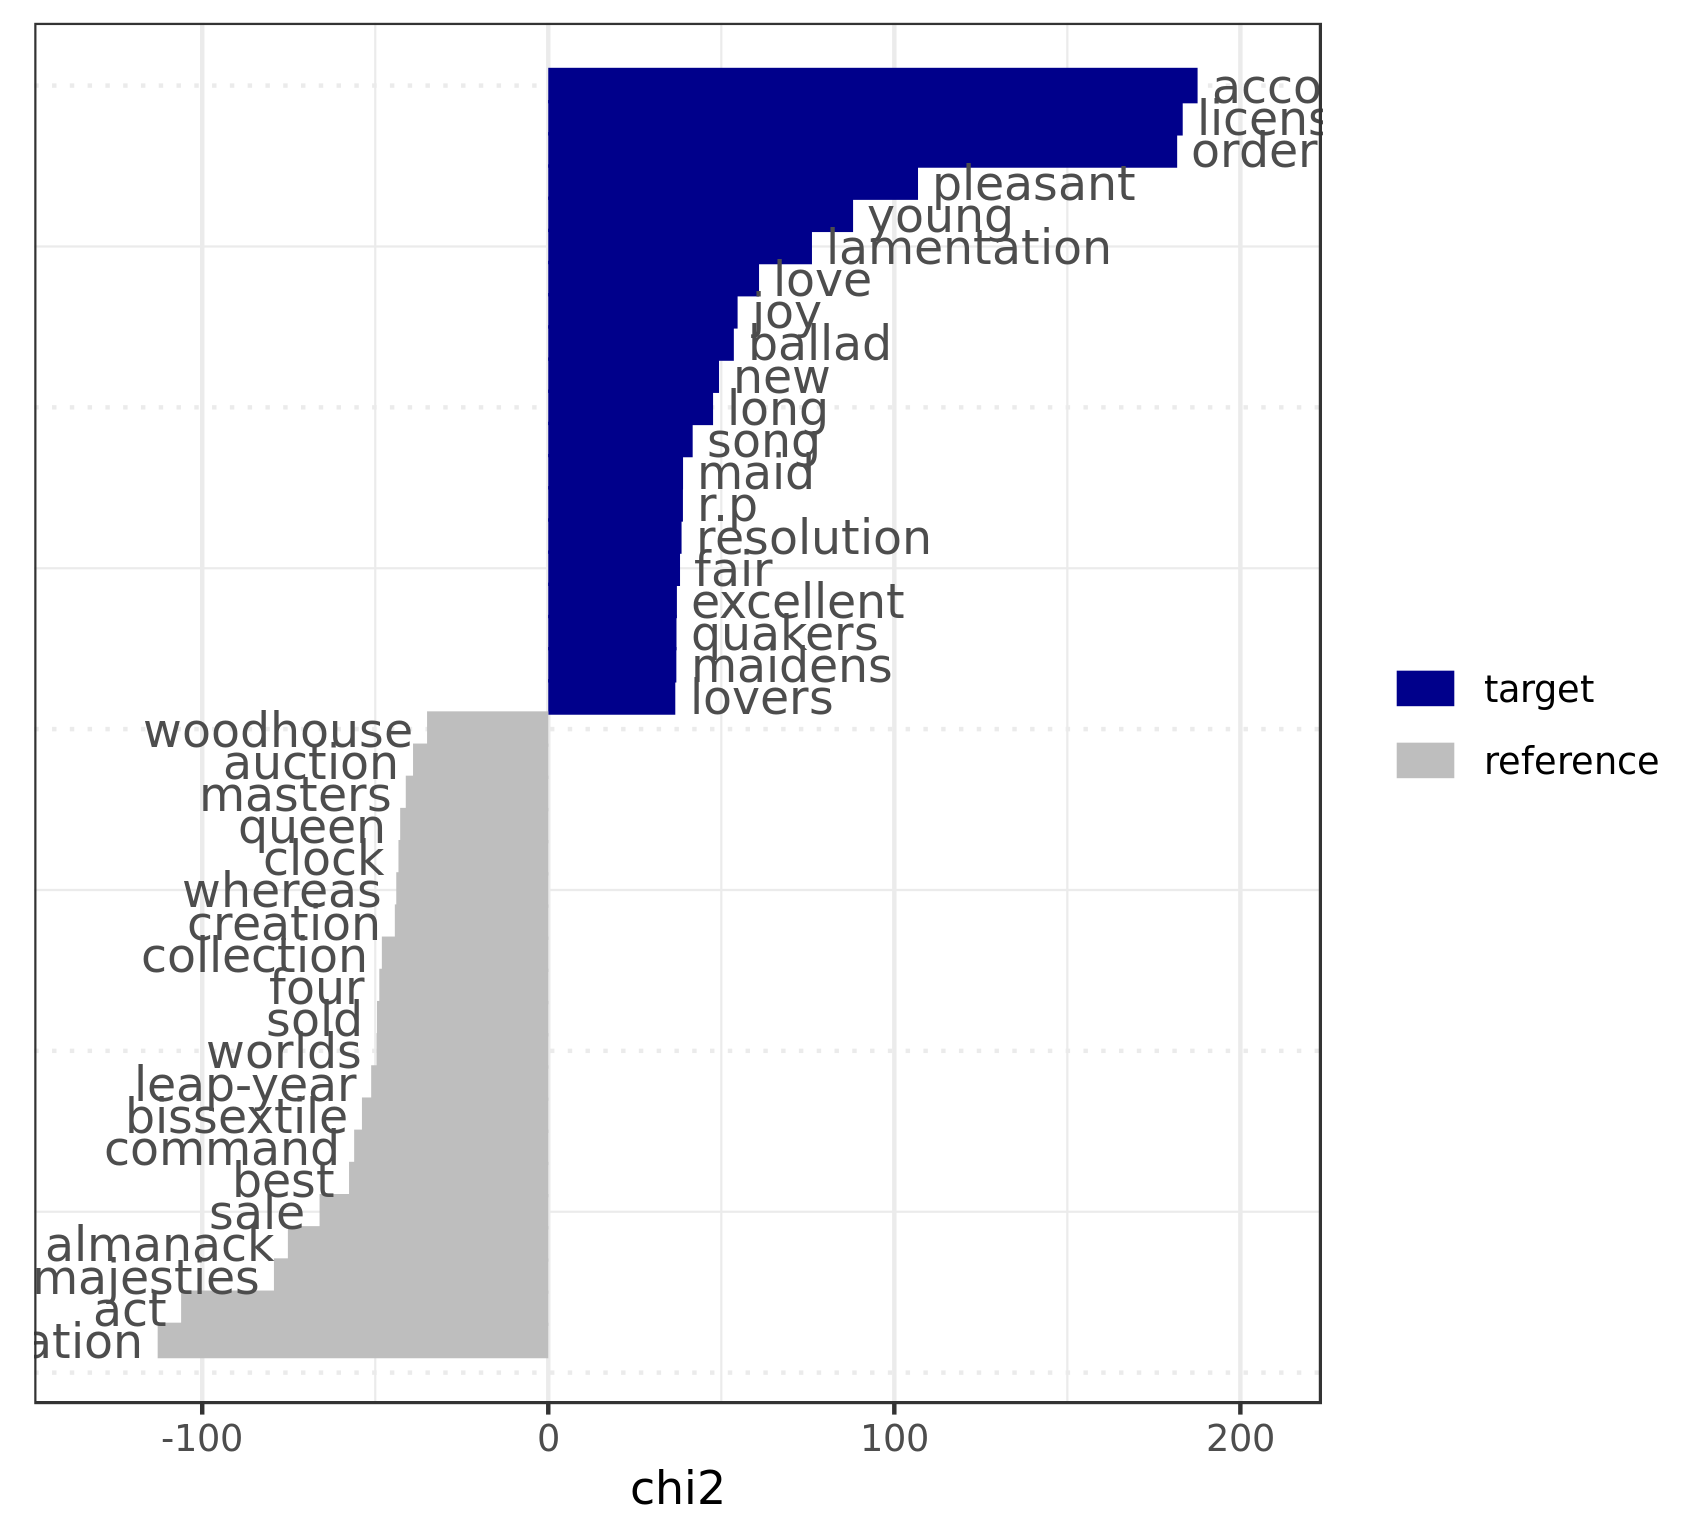 acco
licens
order
pleasant
young
lamentation
love
joy
ballad
new
long
song
maid
r.p
resolution
fair
excellent
quakers
maidens
lovers
woodhouse
auction
masters
queen
clock
whereas
creation
collection
four
sold
worlds
leap-year
bissextile
command
best
sale
almanack
majesties
act
ation
target
reference
-100 0 100 200
chi2